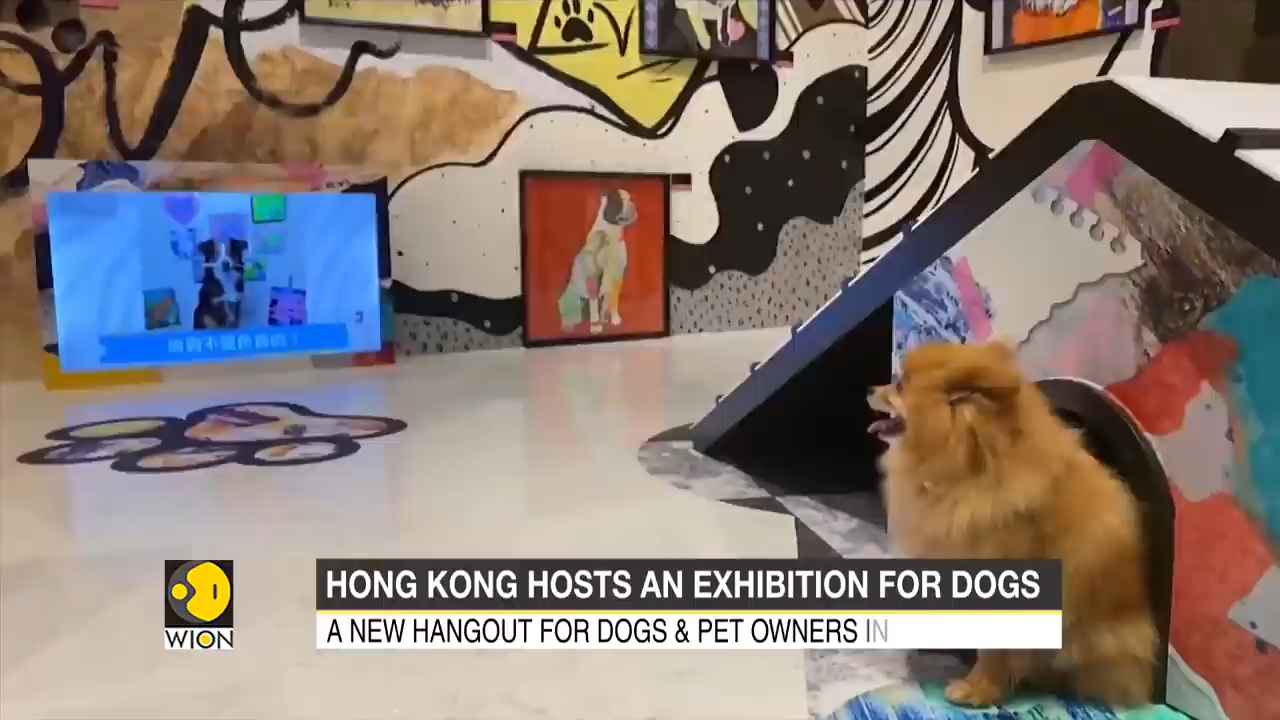 HONG KONG HOSTS AN EXHIBITION FOR DOGS
A NEW HANGOUT FOR DOGS & PET OWNERS IN
WION